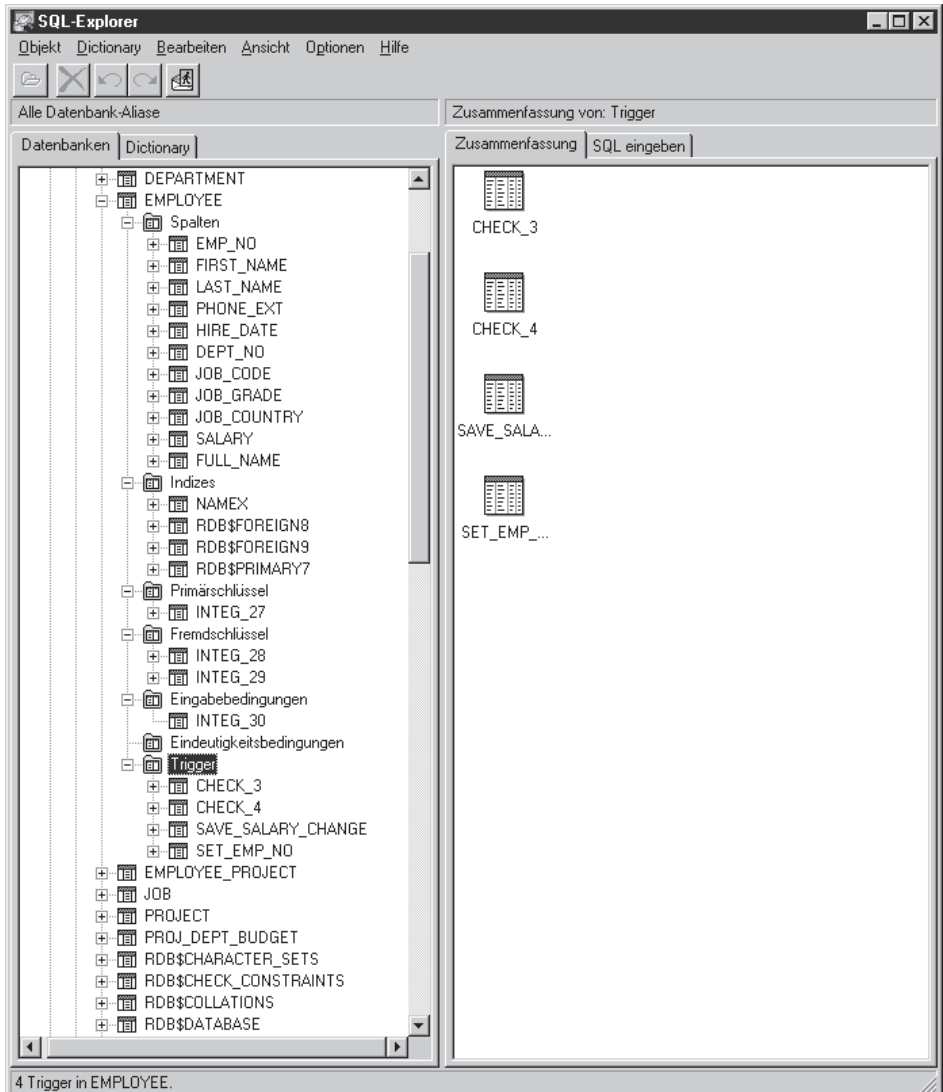 SQL-Explorer
Objekt Dictionary Bearbeiten Ansicht Optionen Hilfe
Alle Datenbank-Aliase
Zusammenfassung von: Trigger
Datenbanken Dictionary
Zusammenfassung SQL eingeben
DEPARTMENT
EMPLOYEE
Spalten
EMP_NO
FIRST_NAME
LAST_NAME
PHONE_EXT
HIRE_DATE
DEPT_NO
JOB_CODE
JOB_GRADE
JOB_COUNTRY
SALARY
FULL_NAME
Indizes
NAMEX
RDB$FOREIGN8
RDB$FOREIGN9
RDB$PRIMARY7
Primärschlüssel
INTEG_27
Fremdschlüssel
INTEG_28
INTEG_29
Eingabebedingungen
INTEG_30
Eindeutigkeitsbedingungen
Trigger
CHECK_3
CHECK_4
SAVE_SALARY_CHANGE
SET_EMP_NO
EMPLOYEE_PROJECT
JOB
PROJECT
PROJ_DEPT_BUDGET
RDB$CHARACTER_SETS
RDB$CHECK_CONSTRAINTS
RDB$COLLATIONS
RDB$DATABASE
CHECK_3
CHECK_4
SAVE_SALA...
SET_EMP_...
4 Trigger in EMPLOYEE.